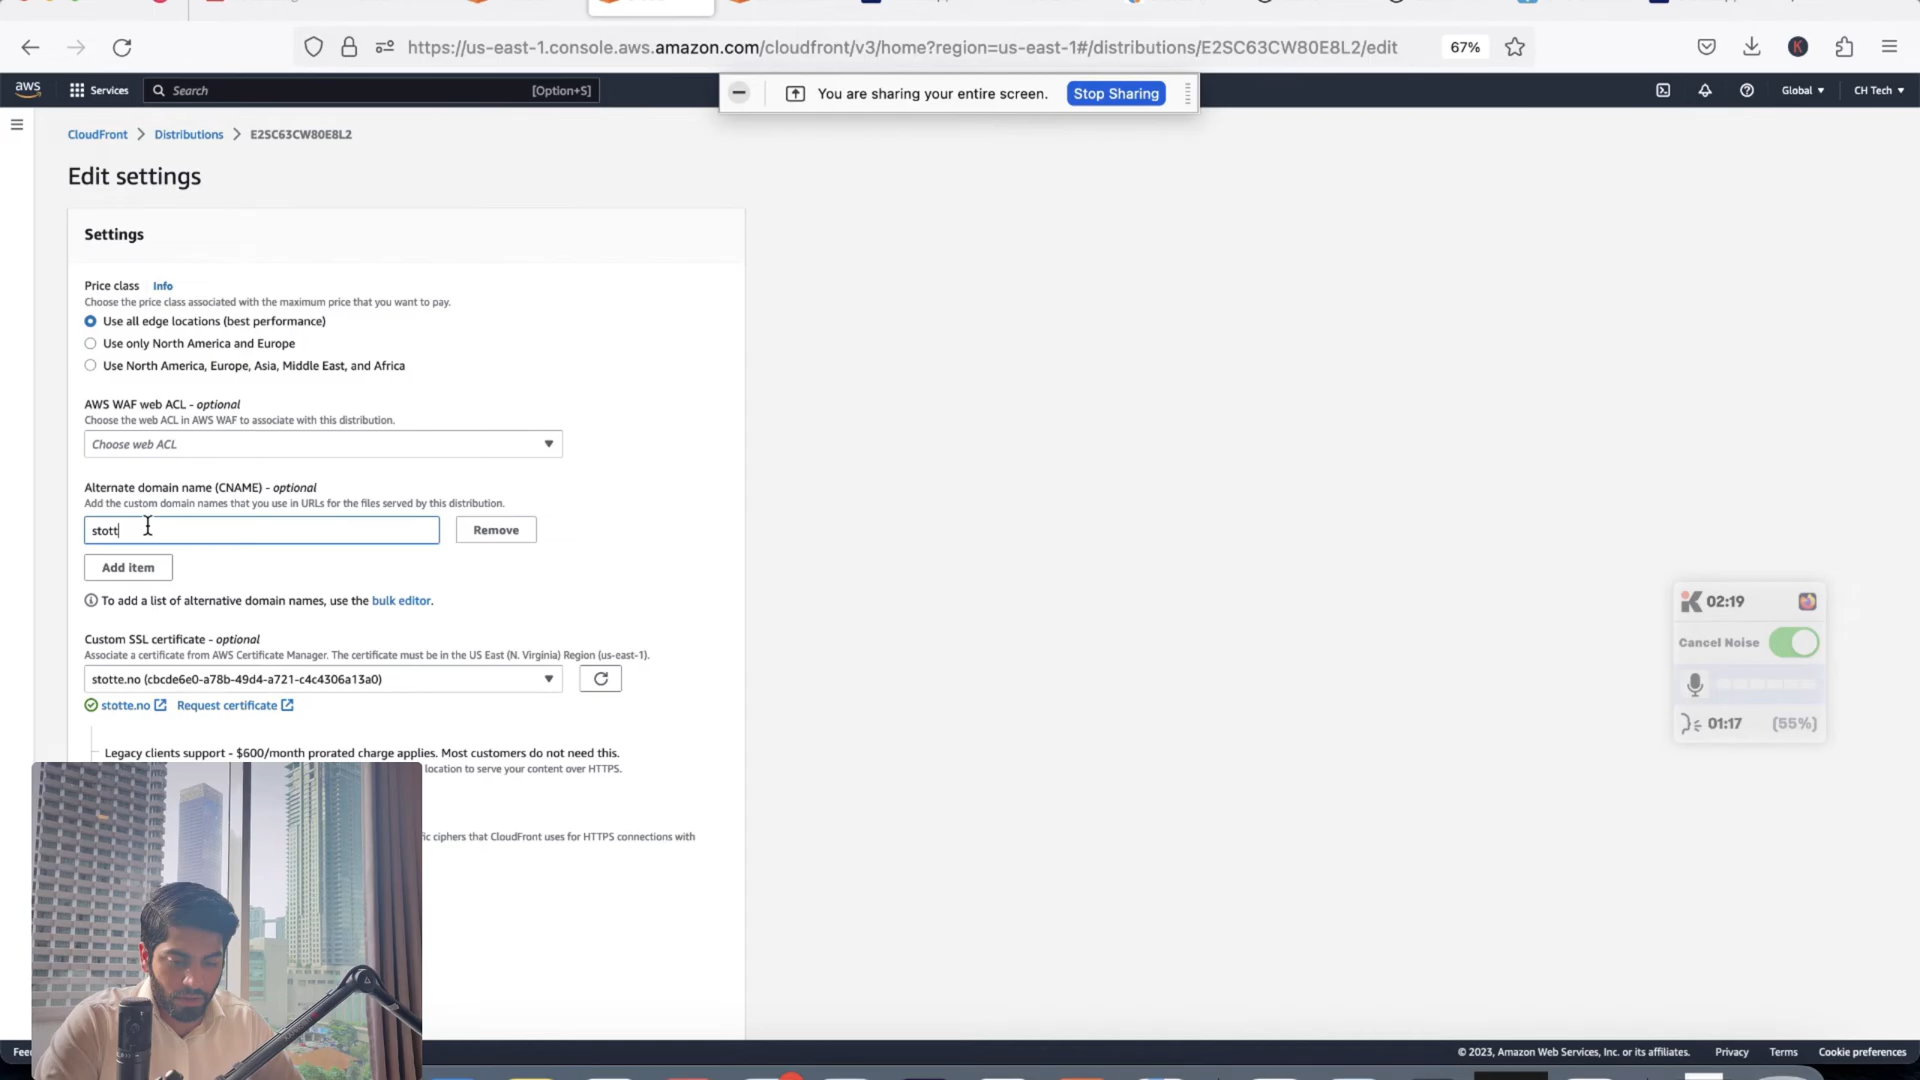 https://us-east-1.console.aws.amazon.com/cloudfront/v3/home?region=us-east-1#/distributions/E2SC63CW80E8L2/edit
67%
K
aws
Services
Search
[Option+S]
You are sharing your entire screen.
Stop Sharing
Global
CH Tech
CloudFront
Distributions
E2SC63CW80E8L2
Edit settings
Settings
Price class
Info
Choose the price class associated with the maximum price that you want to pay.
Use all edge locations (best performance)
Use only North America and Europe
Use North America, Europe, Asia, Middle East, and Africa
AWS WAF web ACL - optional
Choose the web ACL in AWS WAF to associate with this distribution.
Choose web ACL
Alternate domain name (CNAME) - optional
Add the custom domain names that you use in URLs for the files served by this distribution.
stott
Remove
Add item
To add a list of alternative domain names, use the bulk editor.
Custom SSL certificate - optional
Associate a certificate from AWS Certificate Manager. The certificate must be in the US East (N. Virginia) Region (us-east-1).
stotte.no (cbcde6e0-a78b-49d4-a721-c4c4306a13a0)
stotte.no
Request certificate
Legacy clients support - $600/month prorated charge applies. Most customers do not need this.
location to serve your content over HTTPS.
ciphers that CloudFront uses for HTTPS connections with
02:19
Cancel Noise
01:17
(55%)
© 2023, Amazon Web Services, Inc. or its affiliates.
Privacy
Terms
Cookie preferences